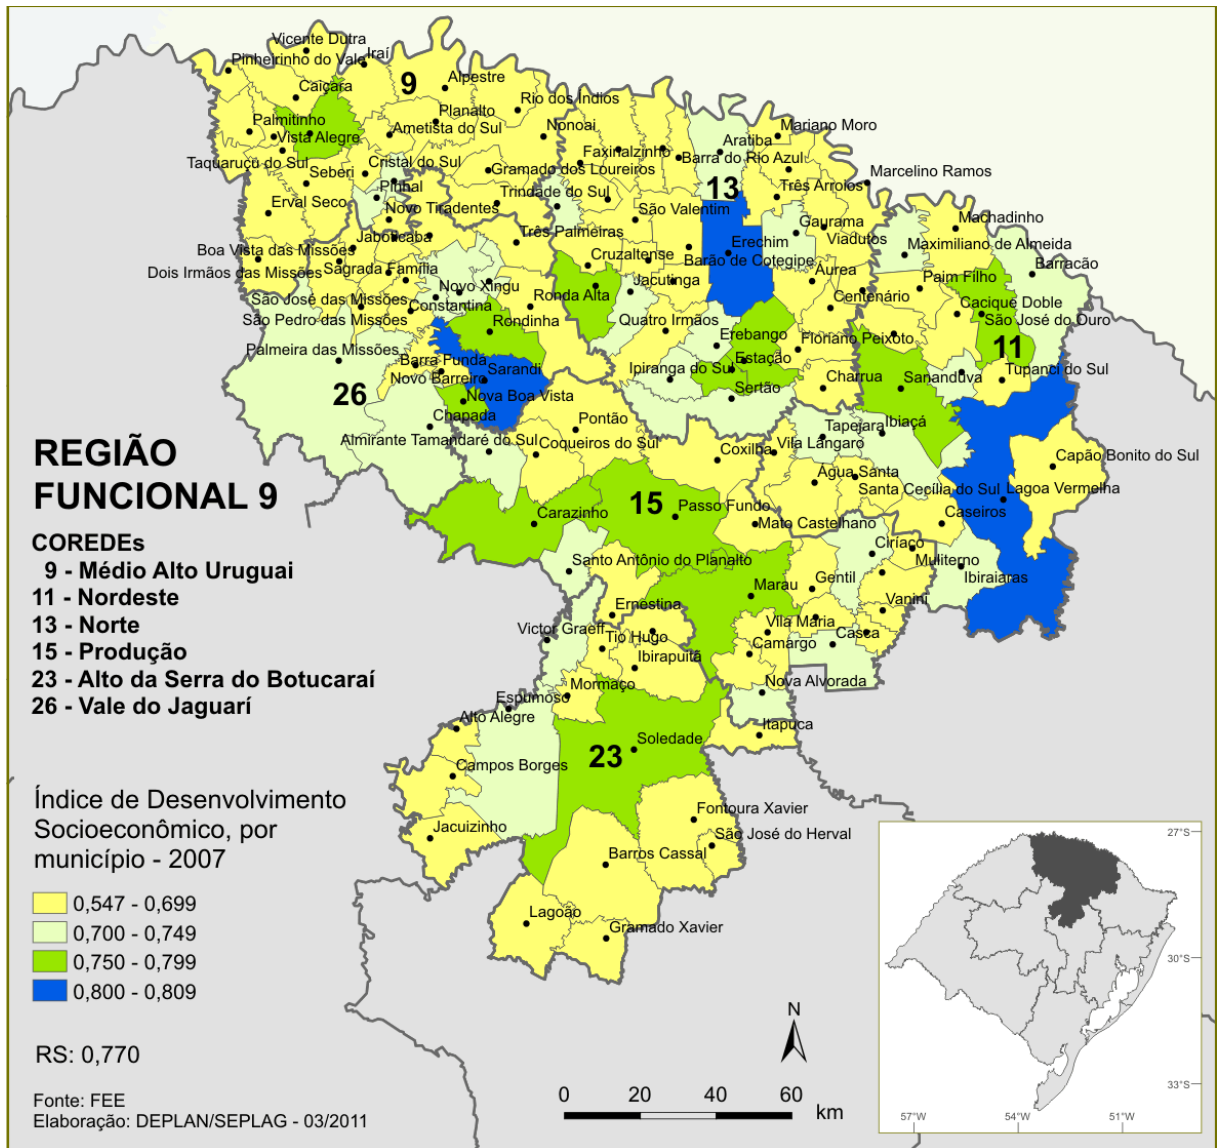 Vicente Dutra
Pinheirinho do Vale
Iraí
9
Alpestre
Caiçara
Rio dos Índios
Planalto
Palmitinho
Ametista do Sul
Nonoai
Vista Alegre
Mariano Moro
Aratiba
Taquaruçu do Sul
Cristal do Sul
Faxinalzinho
Barra do Rio Azul
Seberi
Gramado dos Loureiros
Marcelino Ramos
Pinhal
Trindade do Sul
13
Três Arroios
Erval Seco
Novo Tiradentes
São Valentim
Gaurama
Machadinho
Jaboticaba
Três Palmeiras
Erechim
Viadutos
Maximiliano de Almeida
Boa Vista das Missões
Cruzaltense
Barão de Cotegipe
Barracão
Dois Irmãos das Missões
Sagrada Família
Jacutinga
Áurea
Paim Filho
Novo Xingu
Ronda Alta
Centenário
São José das Missões
Constantina
Cacique Doble
São Pedro das Missões
Rondinha
Quatro Irmãos
São José do Ouro
Erebango
Floriano Peixoto
11
Palmeira das Missões
Barra Funda
Estação
Sarandi
Ipiranga do Sul
Tupanci do Sul
Novo Barreiro
Charrua
Sananduva
26
Nova Boa Vista
Sertão
Chapada
Pontão
Tapejara
Ibiaçá
Almirante Tamandaré do Sul
Coqueiros do Sul
Vila Lângaro
Coxilha
Capão Bonito do Sul
Água Santa
Santa Cecília do Sul
Lagoa Vermelha
Carazinho
15
Passo Fundo
Caseiros
Mato Castelhano
Ciríaco
Santo Antônio do Planalto
Muliterno
Marau
Gentil
Ibiraiaras
Ernestina
Vanini
Victor Graeff
Vila Maria
Tio Hugo
Casca
Ibirapuitã
Camargo
Mormaço
Nova Alvorada
Espumoso
Alto Alegre
Itapuca
23
Soledade
Campos Borges
Fontoura Xavier
Jacuizinho
São José do Herval
Barros Cassal
Lagoão
Gramado Xavier
REGIÃO
FUNCIONAL 9
COREDEs
9 - Médio Alto Uruguai
11 - Nordeste
13 - Norte
15 - Produção
23 - Alto da Serra do Botucaraí
26 - Vale do Jaguarí
Índice de Desenvolvimento
Socioeconômico, por
município - 2007
0,547 - 0,699
0,700 - 0,749
0,750 - 0,799
0,800 - 0,809
RS: 0,770
Fonte: FEE
Elaboração: DEPLAN/SEPLAG - 03/2011
N
0 20 40 60
km
27°S
30°S
33°S
57°W 54°W 51°W